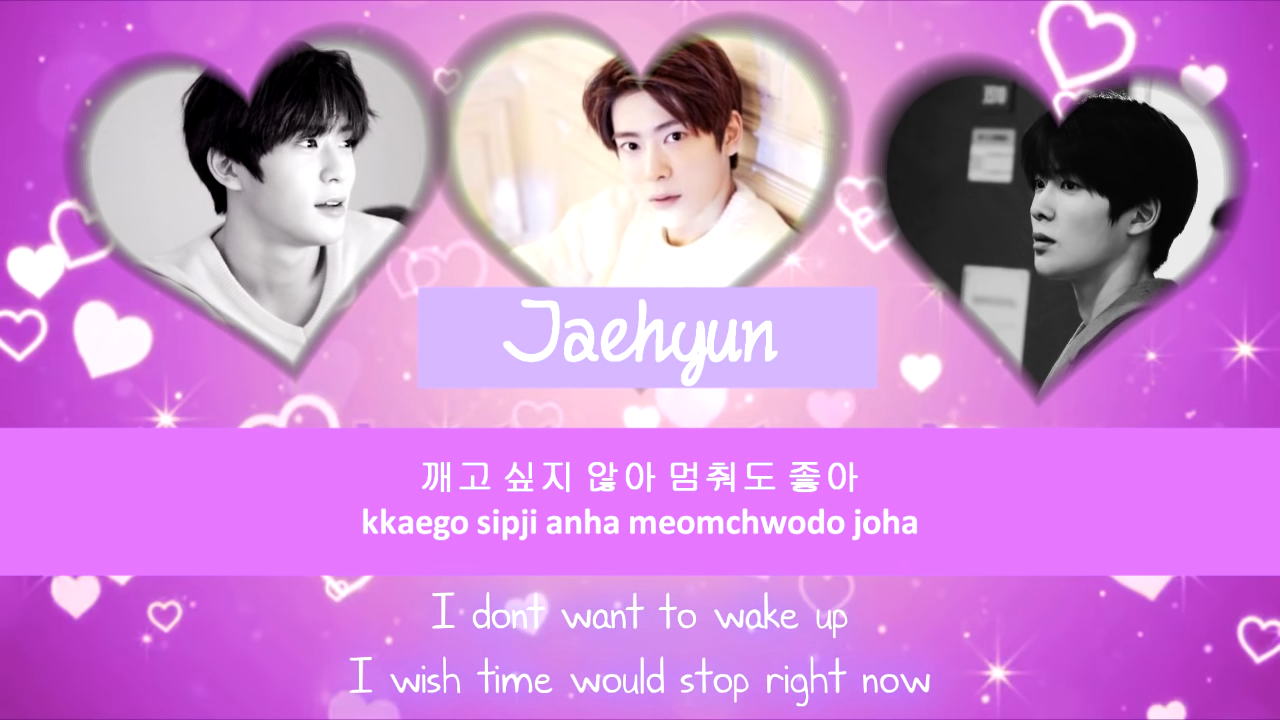 Jaehyun
깨고 싶지 않아 멈춰도 좋아
kkaego sipji anha meomchwodo joha
I dont want to wake up
I wish time would stop right now